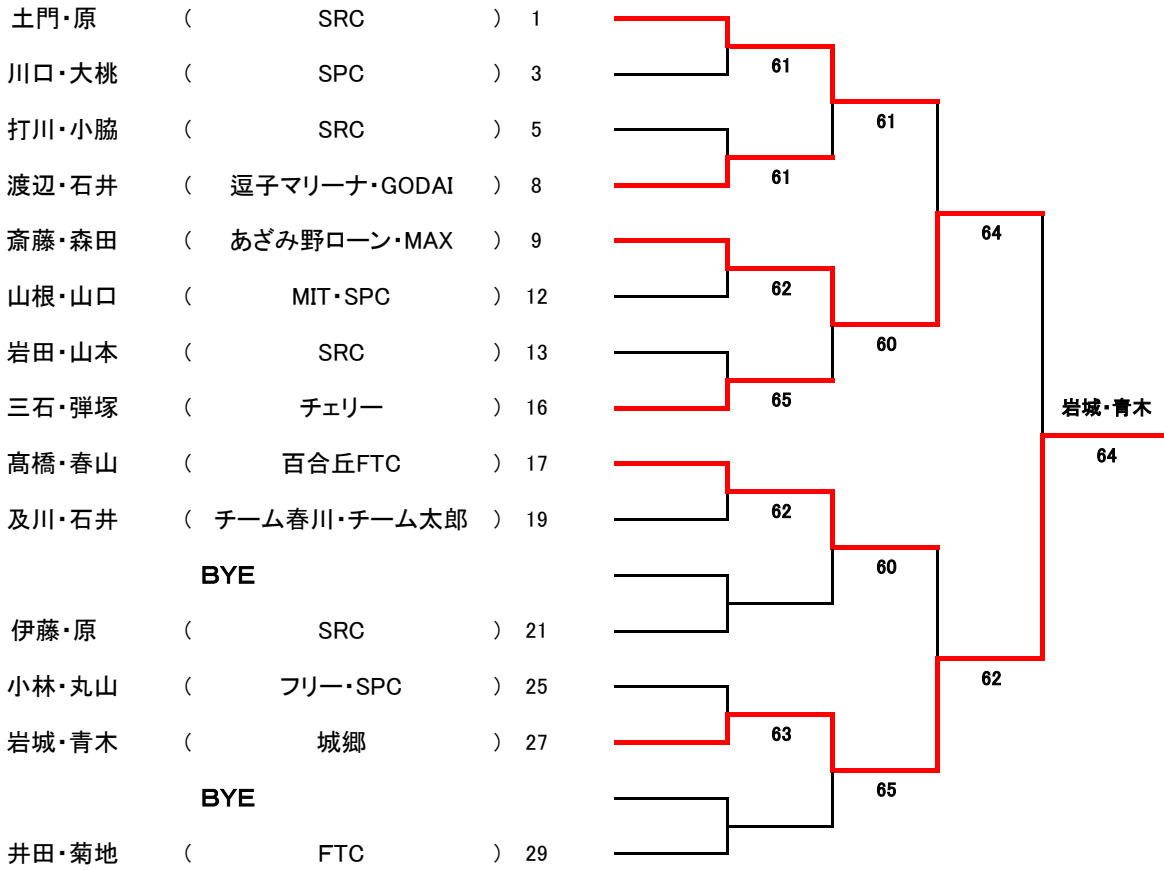 土門・原 ( SRC ) 1
61
川口・大桃 ( SPC ) 3
61
打川・小脇 ( SRC ) 5
61
渡辺・石井 ( 逗子マリーナ・GODAI ) 8
64
斎藤・森田 ( あざみ野ローン・MAX ) 9
62
山根・山口 ( MIT・SPC ) 12
60
岩田・山本 ( SRC ) 13
65
三石・弾塚 ( チェリー ) 16
岩城・青木
64
髙橋・春山 ( 百合丘FTC ) 17
62
及川・石井 ( チーム春川・チーム太郎 ) 19
60
BYE
伊藤・原 ( SRC ) 21
62
小林・丸山 ( フリー・SPC ) 25
63
岩城・青木 ( 城郷 ) 27
65
BYE
井田・菊地 ( FTC ) 29